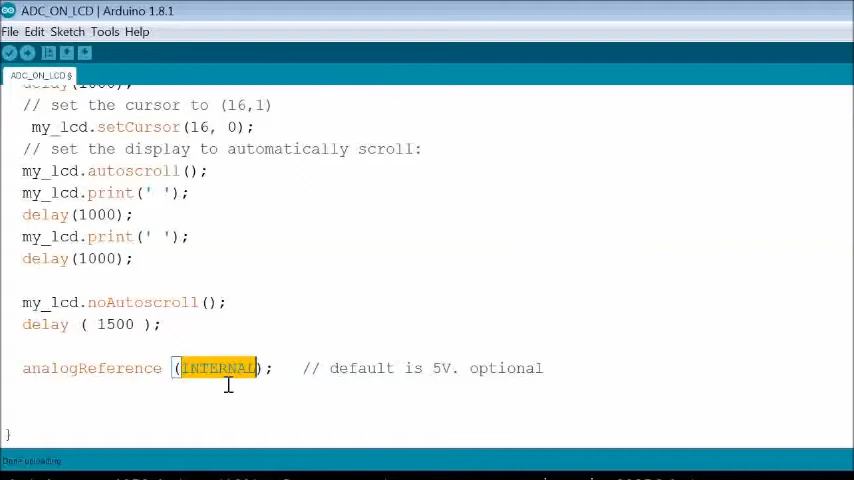 ADC_ON_LCD | Arduino 1.8.1
File Edit Sketch Tools Help
ADC_ON_LCD §
delay(1000);
// set the cursor to (16,1)
my_lcd.setCursor(16, 0);
// set the display to automatically scroll:
my_lcd.autoscroll();
my_lcd.print(' ');
delay(1000);
my_lcd.print(' ');
delay(1000);
my_lcd.noAutoscroll();
delay ( 1500 );
analogReference (INTERNAL); // default is 5V. optional
}
Done uploading.